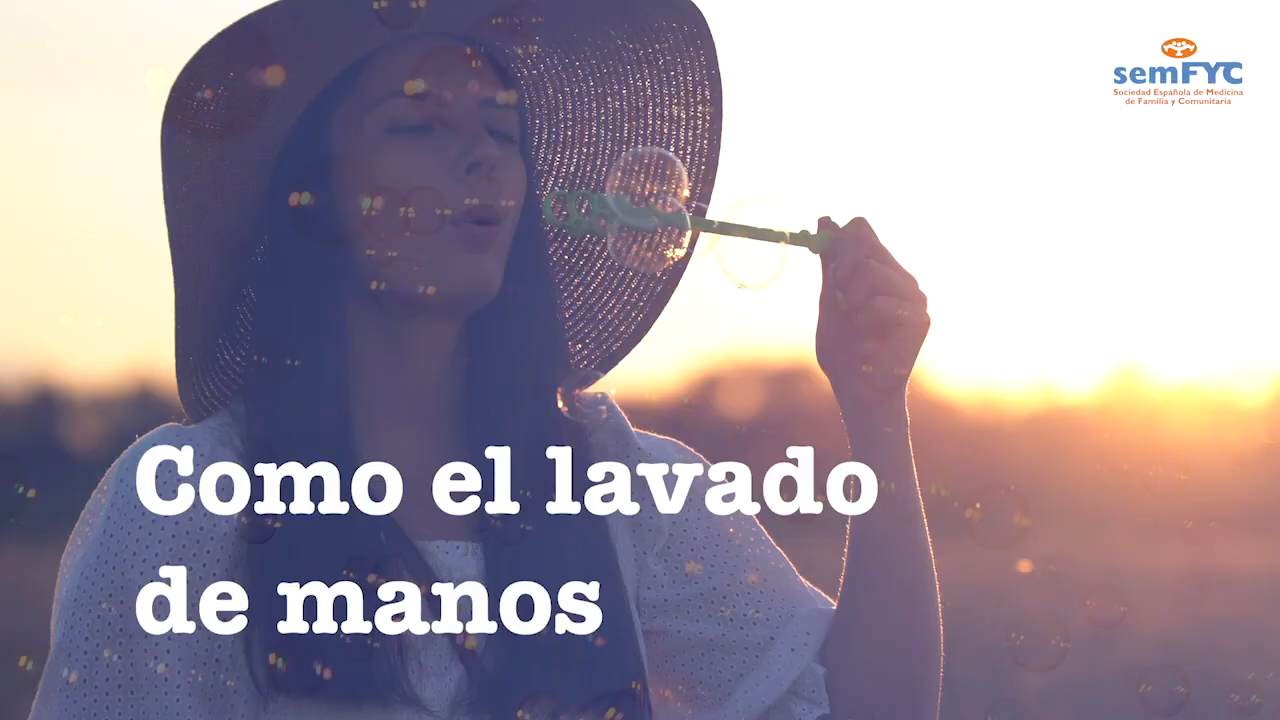 semFYC
Sociedad Española de Medicina
de Familia y Comunitaria
Como el lavado
de manos